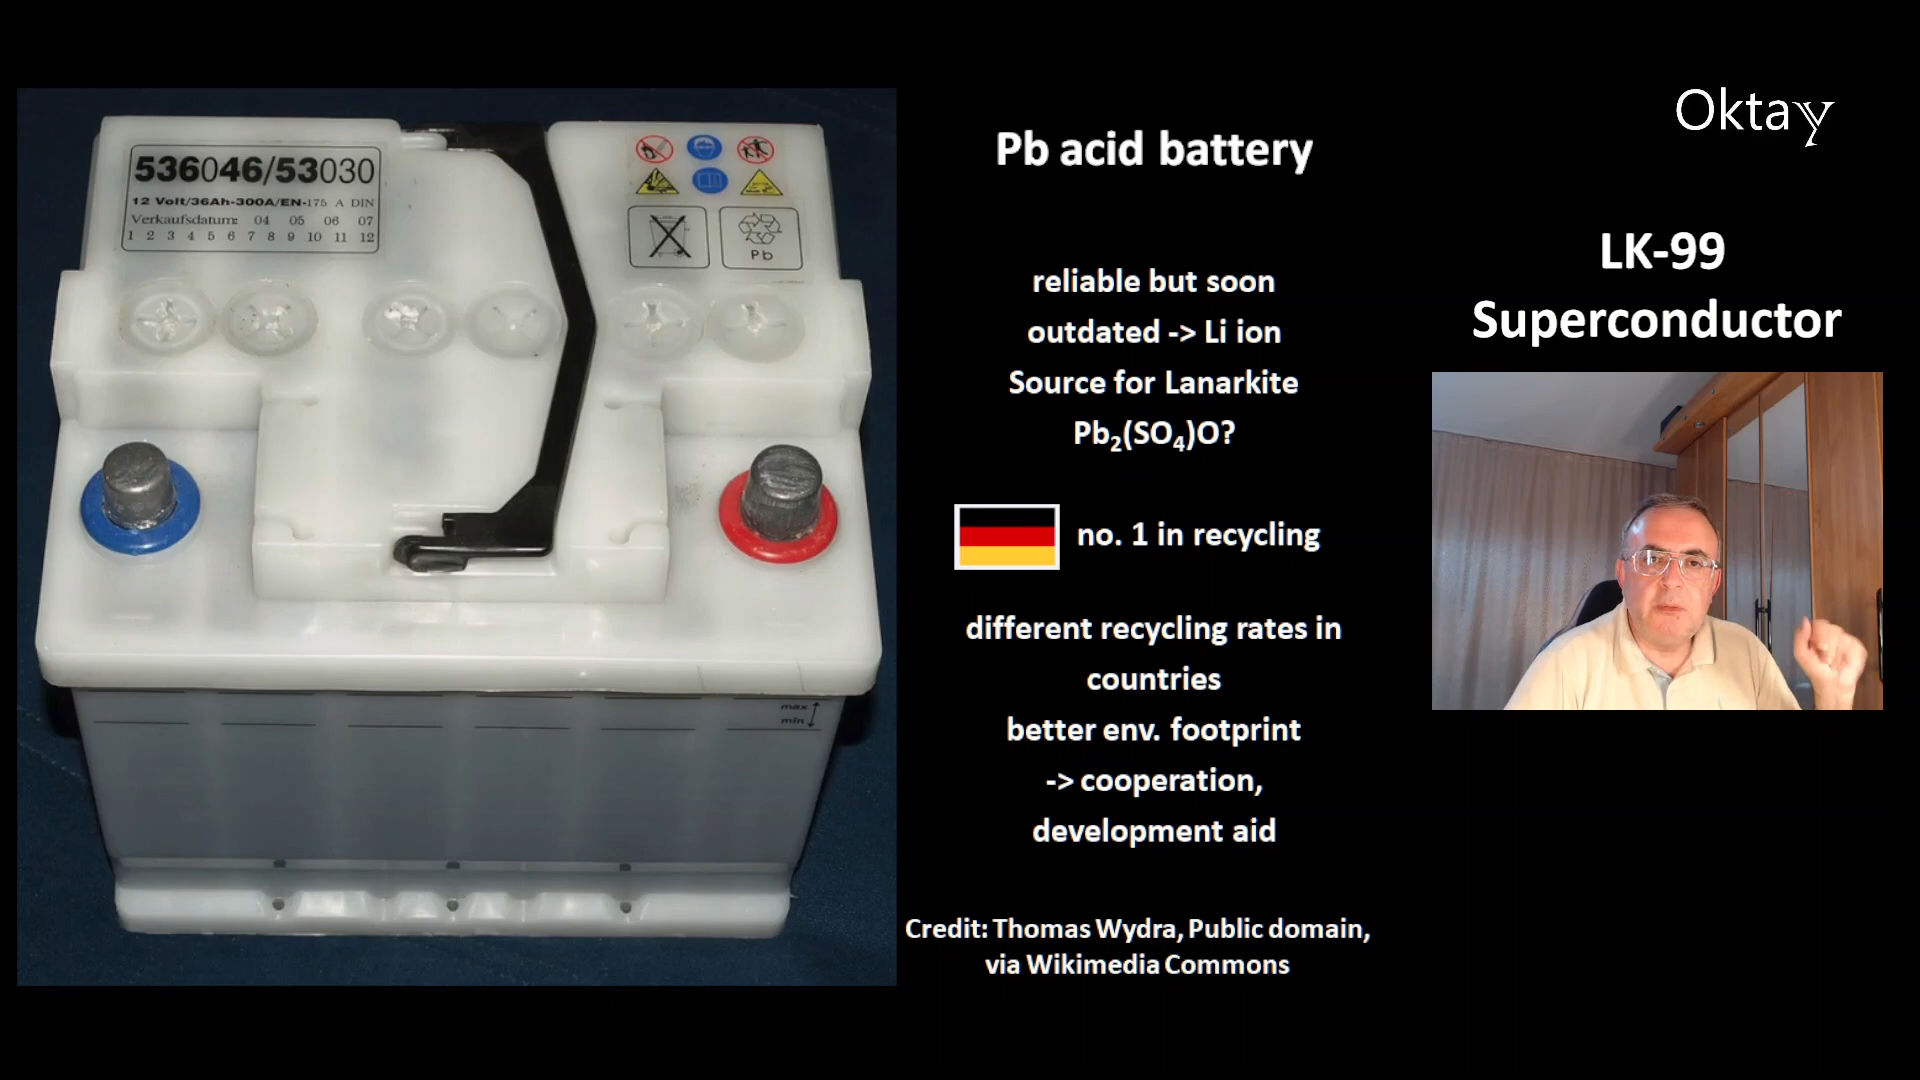 536046/53030
12 Volt/36Ah-300A/EN-175 A DIN
Verkaufsdatum: 04 05 06 07
1 2 3 4 5 6 7 8 9 10 11 12
Pb
max
min
Pb acid battery
reliable but soon
outdated -> Li ion
Source for Lanarkite
Pb₂(SO₄)O?
no. 1 in recycling
different recycling rates in
countries
better env. footprint
-> cooperation,
development aid
Credit: Thomas Wydra, Public domain,
via Wikimedia Commons
Oktay
LK-99
Superconductor